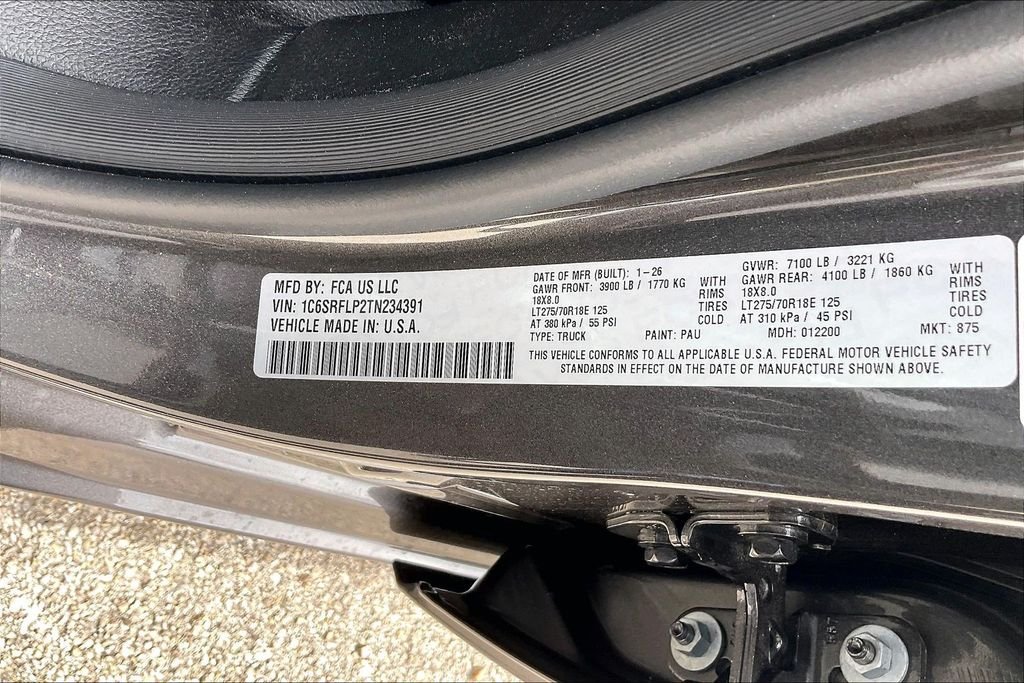 MFD BY: FCA US LLC
VIN: 1C6SRFLP2TN234391
VEHICLE MADE IN: U.S.A.
DATE OF MFR (BUILT): 1-26
GAWR FRONT: 3900 LB / 1770 KG WITH
18X8.0 RIMS
LT275/70R18E 125 TIRES
AT 380 kPa / 55 PSI COLD
TYPE: TRUCK PAINT: PAU
GVWR: 7100 LB / 3221 KG
GAWR REAR: 4100 LB / 1860 KG WITH
18X8.0 RIMS
LT275/70R18E 125 TIRES
AT 310 kPa / 45 PSI COLD
MDH: 012200 MKT: 875
THIS VEHICLE CONFORMS TO ALL APPLICABLE U.S.A. FEDERAL MOTOR VEHICLE SAFETY
STANDARDS IN EFFECT ON THE DATE OF MANUFACTURE SHOWN ABOVE.